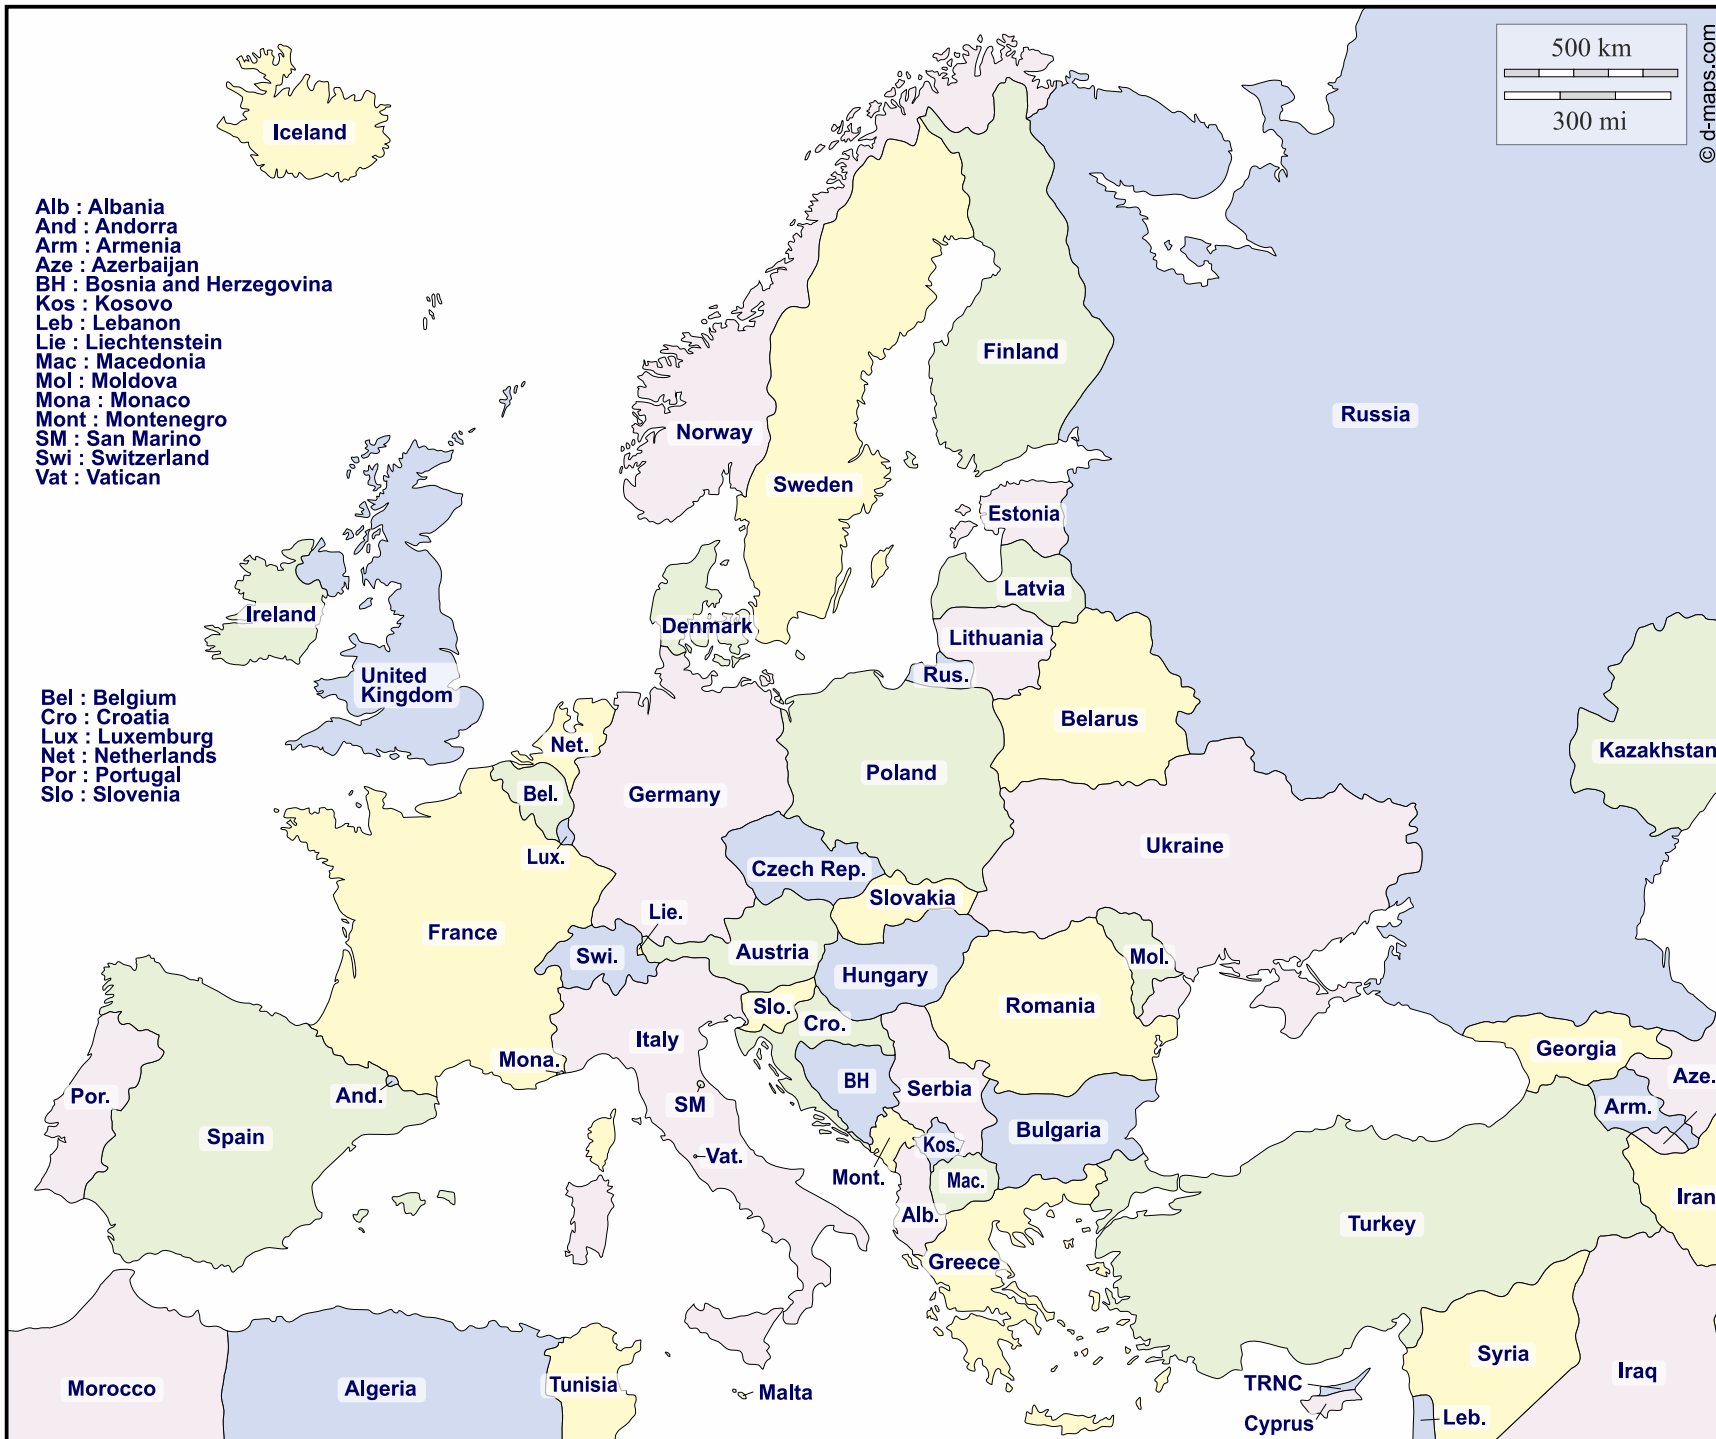 500 km
300 mi
© d-maps.com
Iceland
Alb : Albania
And : Andorra
Arm : Armenia
Aze : Azerbaijan
BH : Bosnia and Herzegovina
Kos : Kosovo
Leb : Lebanon
Lie : Liechtenstein
Mac : Macedonia
Mol : Moldova
Mona : Monaco
Mont : Montenegro
SM : San Marino
Swi : Switzerland
Vat : Vatican
Finland
Russia
Norway
Sweden
Estonia
Latvia
Ireland
Denmark
Lithuania
United
Kingdom
Rus.
Bel : Belgium
Cro : Croatia
Lux : Luxemburg
Net : Netherlands
Por : Portugal
Slo : Slovenia
Belarus
Net.
Kazakhstan
Poland
Bel.
Germany
Ukraine
Lux.
Czech Rep.
Slovakia
Lie.
France
Swi.
Austria
Mol.
Hungary
Slo.
Romania
Cro.
Italy
Georgia
Mona.
BH
Serbia
Aze.
And.
Por.
SM
Arm.
Spain
Bulgaria
Kos.
Vat.
Mont.
Mac.
Iran
Alb.
Turkey
Greece
Syria
Iraq
Morocco
Algeria
Tunisia
Malta
TRNC
Cyprus
Leb.